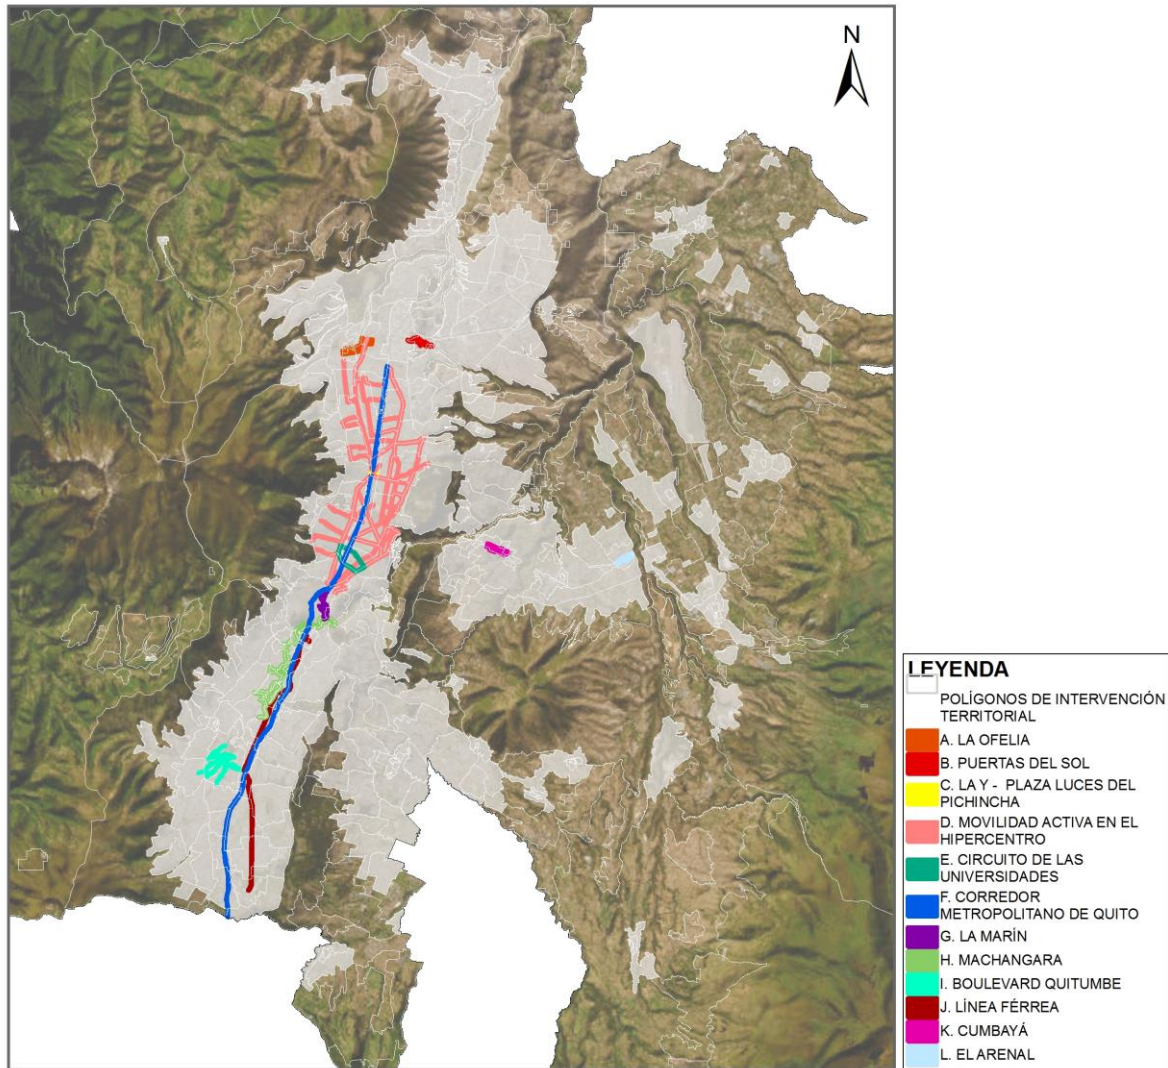 N
LEYENDA
POLÍGONOS DE INTERVENCIÓN
TERRITORIAL
A. LA OFELIA
B. PUERTAS DEL SOL
C. LA Y - PLAZA LUCES DEL
PICHINCHA
D. MOVILIDAD ACTIVA EN EL
HIPERCENTRO
E. CIRCUITO DE LAS
UNIVERSIDADES
F. CORREDOR
METROPOLITANO DE QUITO
G. LA MARÍN
H. MACHANGARA
I. BOULEVARD QUITUMBE
J. LÍNEA FÉRREA
K. CUMBAYÁ
L. EL ARENAL